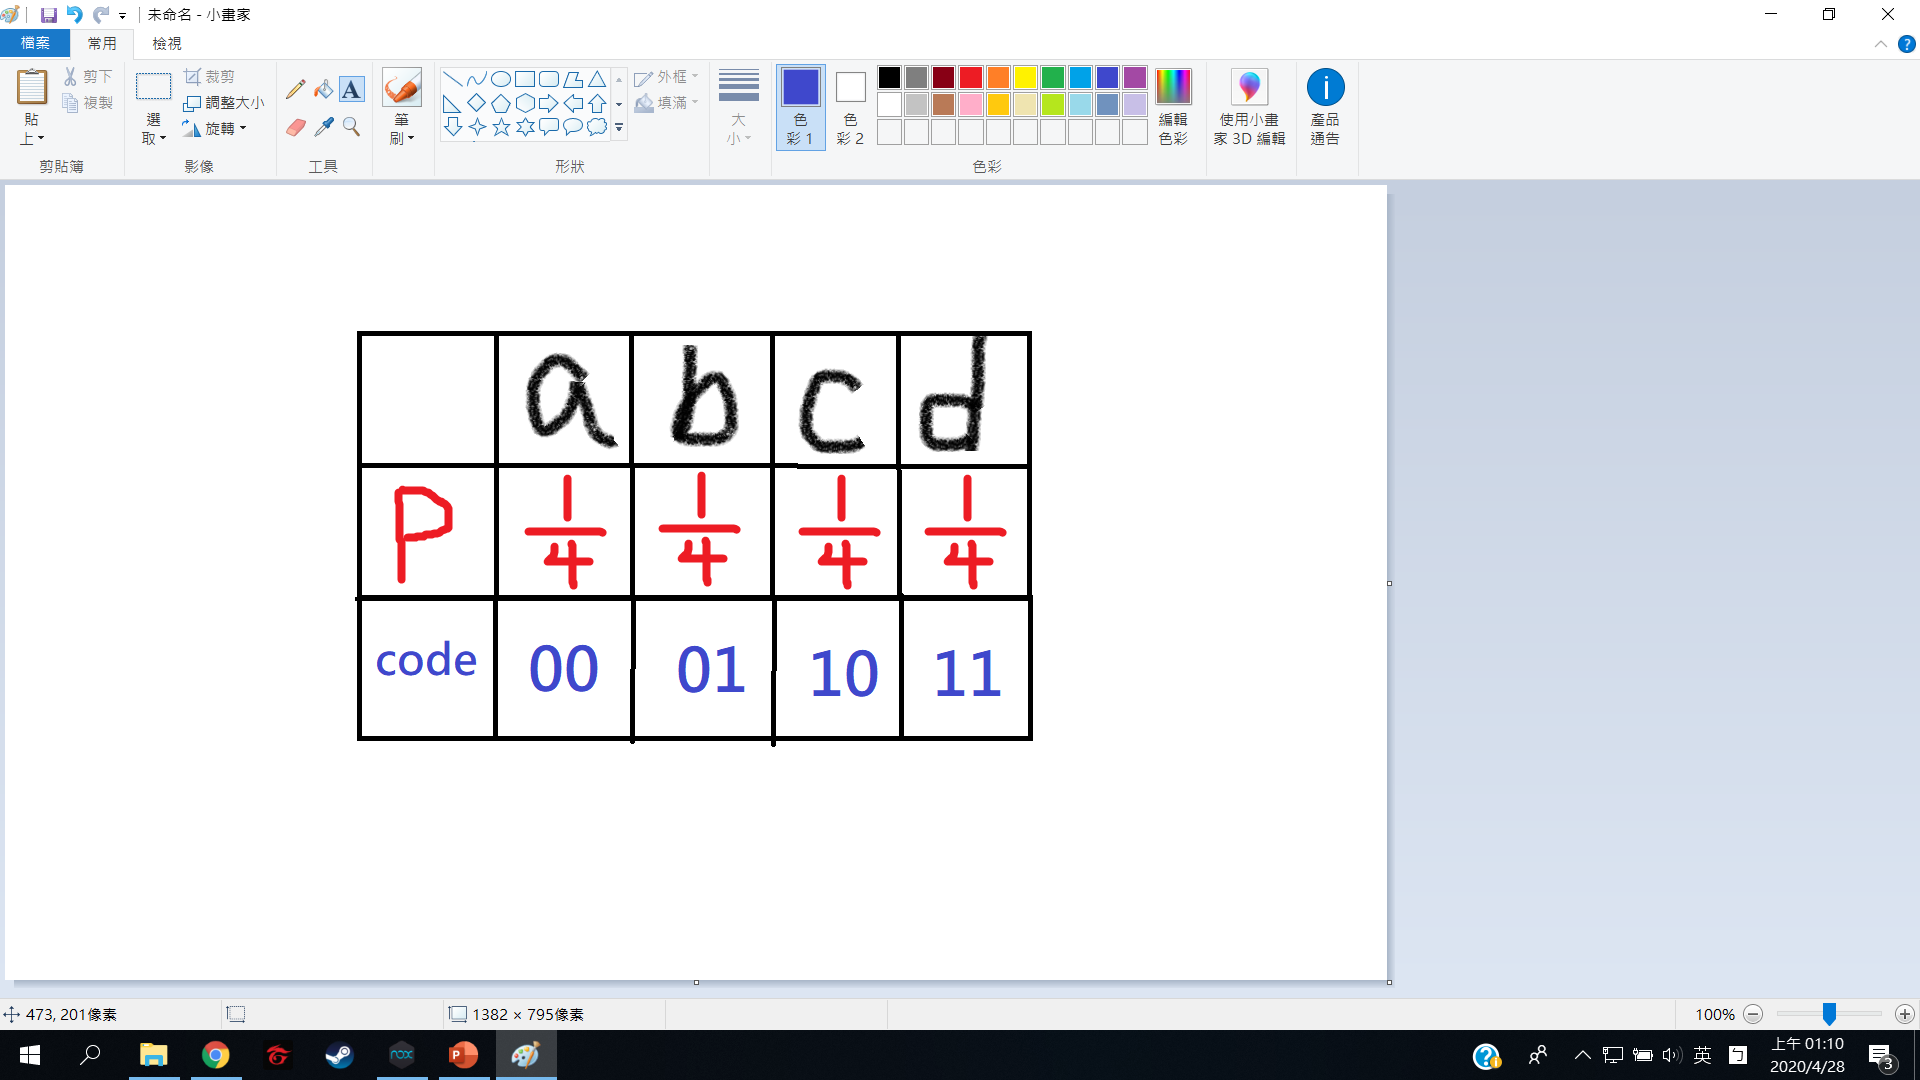 未命名 - 小畫家
檔案 常用 檢視
貼上 剪下 複製 剪貼簿
選取 裁剪 調整大小 旋轉 影像
A 工具
筆刷
外框 填滿 形狀
大小
色彩 1 色彩 2 編輯色彩 色彩
使用小畫家 3D 編輯
產品通告
a b c d
P 1/4 1/4 1/4 1/4
code 00 01 10 11
473, 201像素 1382 × 795像素 100%
nox P 英 ㄅ 上午 01:10
2020/4/28 3